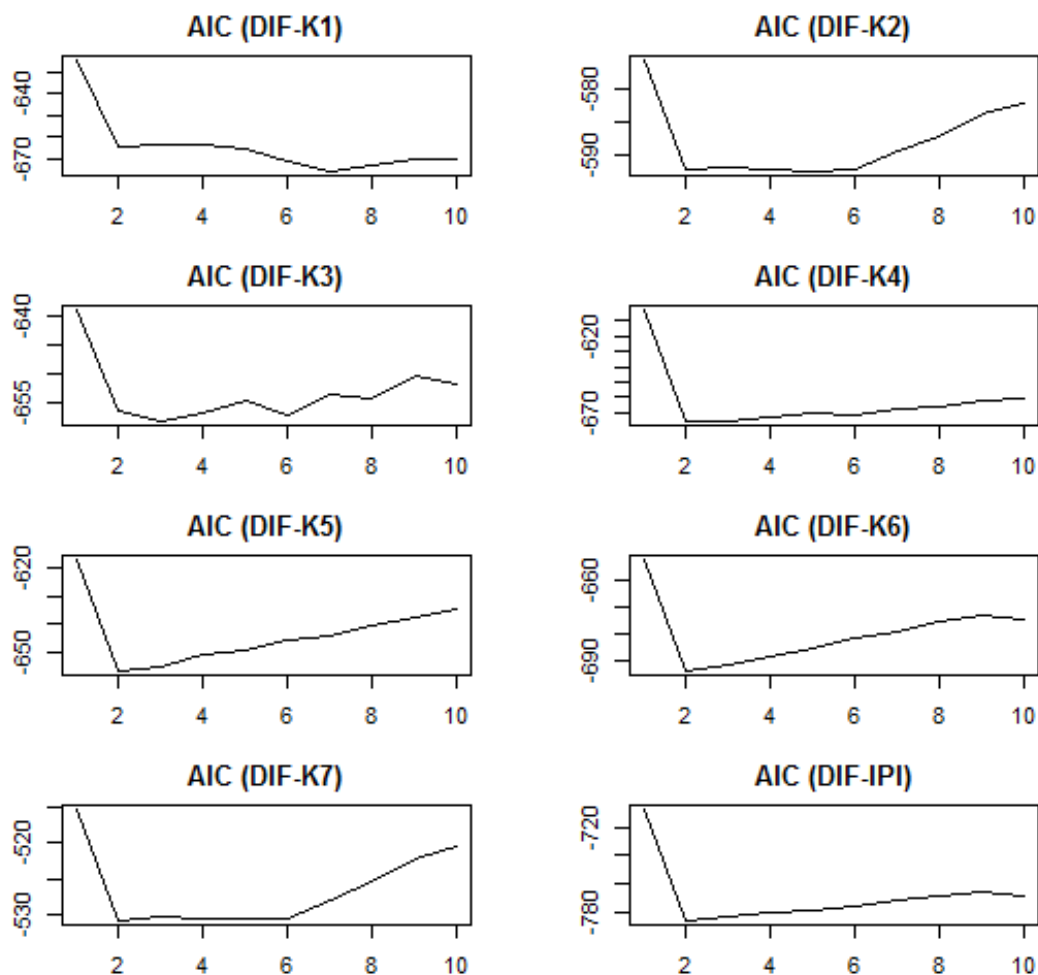 AIC (DIF-K1)
-640
-670
2 4 6 8 10
AIC (DIF-K2)
-580
-590
2 4 6 8 10
AIC (DIF-K3)
-640
-655
2 4 6 8 10
AIC (DIF-K4)
-620
-670
2 4 6 8 10
AIC (DIF-K5)
-620
-650
2 4 6 8 10
AIC (DIF-K6)
-660
-690
2 4 6 8 10
AIC (DIF-K7)
-520
-530
2 4 6 8 10
AIC (DIF-IPI)
-720
-780
2 4 6 8 10